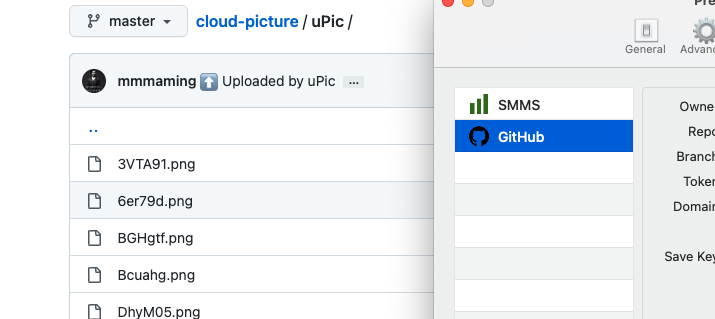 master cloud-picture / uPic /
mmmaming Uploaded by uPic ...
..
3VTA91.png
6er79d.png
BGHgtf.png
Bcuahg.png
DhyM05.png
Pre
General Advanc
SMMS
GitHub
Owne
Repo
Branch
Token
Domain
Save Key